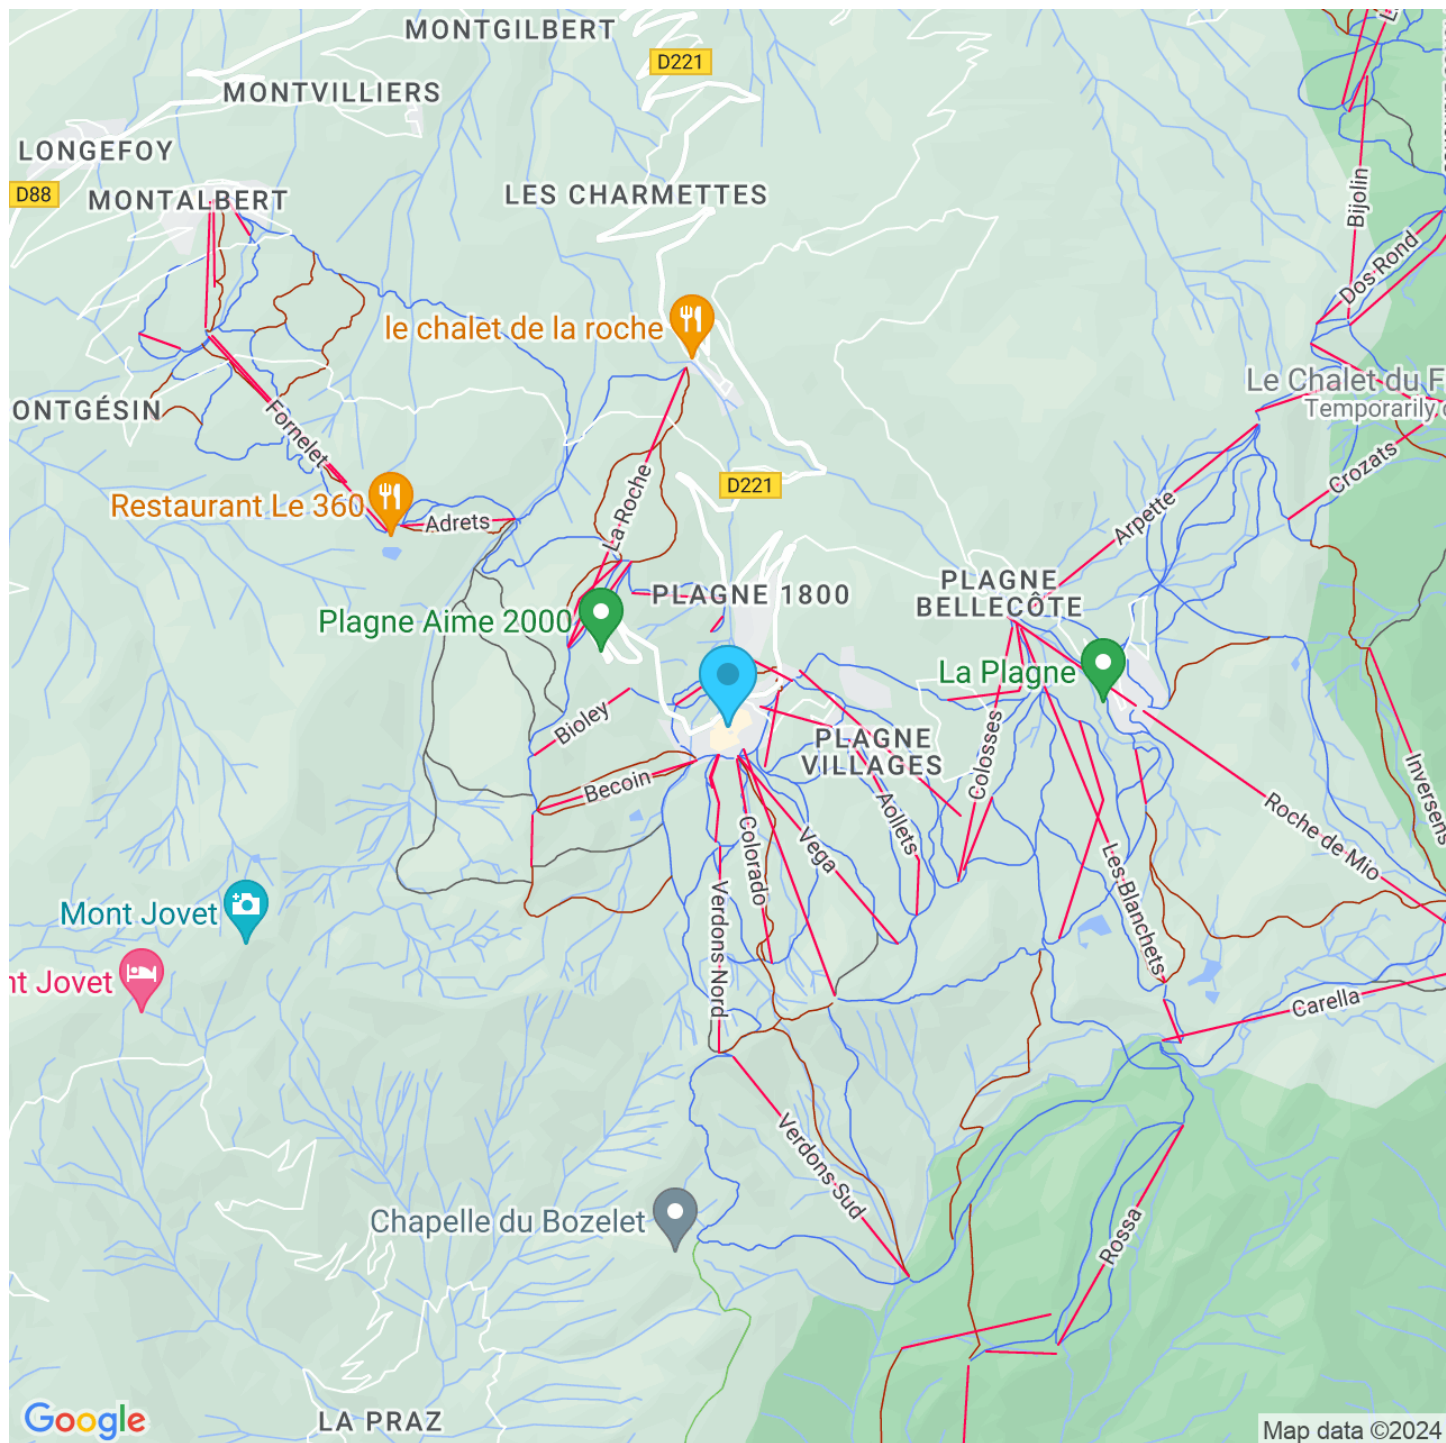 MONTGILBERT
D221
MONTVILLIERS
LONGEFOY
D88
MONTALBERT
LES CHARMETTES
Bijolin
Dos Rond
le chalet de la roche
Le Chalet du F
Temporarily
ONTGÉSIN
Fornelet
La Roche
D221
Crozats
Restaurant Le 360
Adrets
Arpette
PLAGNE 1800
PLAGNE
BELLECÔTE
Plagne Aime 2000
La Plagne
Bioley
PLAGNE
VILLAGES
Colosses
Inversens
Becoin
Aollets
Roche de Mio
Colorado
Vega
Les Blanchets
Verdons Nord
Mont Jovet
nt Jovet
Carella
Verdons Sud
Chapelle du Bozelet
Rossa
LA PRAZ
Google
Map data ©2024